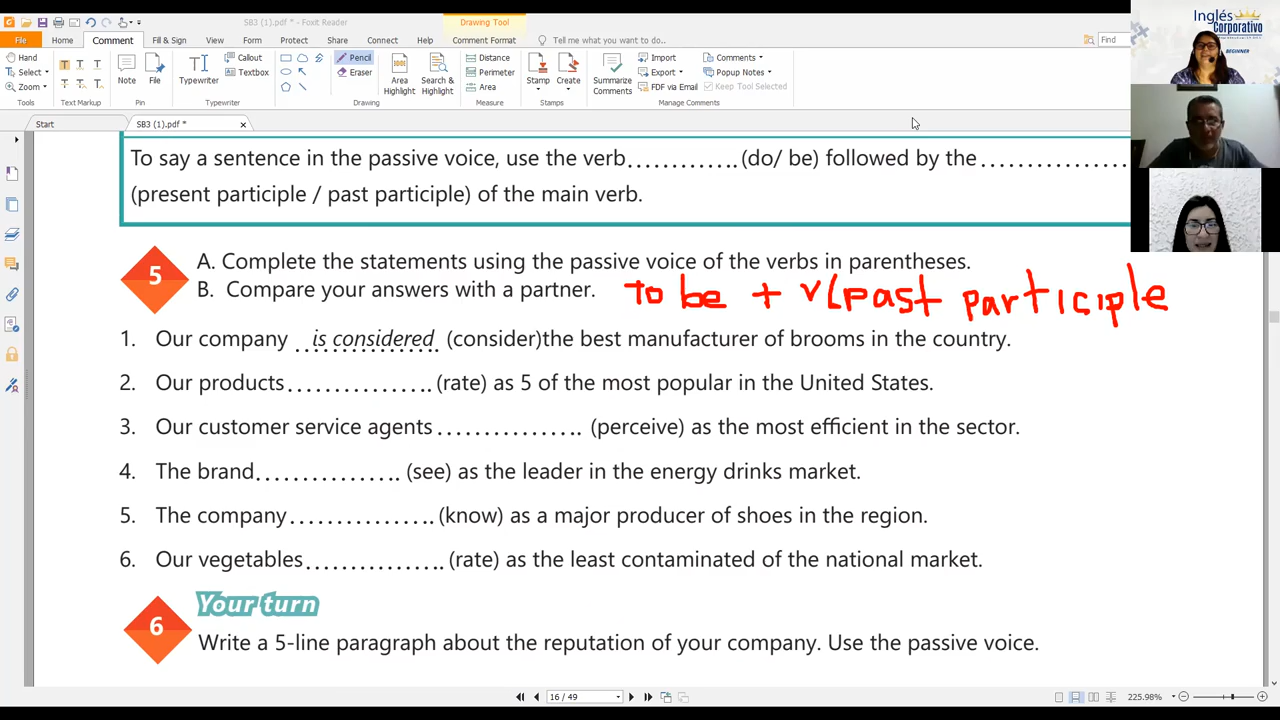 SB3 (1).pdf * - Foxit Reader
Drawing Tool
File
Home
Comment
Fill & Sign
View
Form
Protect
Share
Connect
Help
Comment Format
Tell me what you want to do...
Find
Hand
Select
Zoom
Tools
Text Markup
Note
File
Pin
Typewriter
Callout
Textbox
Typewriter
Pencil
Eraser
Drawing
Area Highlight
Search & Highlight
Distance
Perimeter
Area
Measure
Stamp
Create
Stamps
Summarize Comments
Import
Export
FDF via Email
Comments
Popup Notes
Keep Tool Selected
Manage Comments
Inglés
Corporativo
BEGINNER
Start
SB3 (1).pdf *
To say a sentence in the passive voice, use the verb............. (do/ be) followed by the ................
(present participle / past participle) of the main verb.
5
A. Complete the statements using the passive voice of the verbs in parentheses.
B. Compare your answers with a partner.
To be + v(past participle
1. Our company is considered (consider)the best manufacturer of brooms in the country.
2. Our products................ (rate) as 5 of the most popular in the United States.
3. Our customer service agents ................ (perceive) as the most efficient in the sector.
4. The brand................ (see) as the leader in the energy drinks market.
5. The company................ (know) as a major producer of shoes in the region.
6. Our vegetables................ (rate) as the least contaminated of the national market.
6
Your turn
Write a 5-line paragraph about the reputation of your company. Use the passive voice.
16 / 49
225.98%